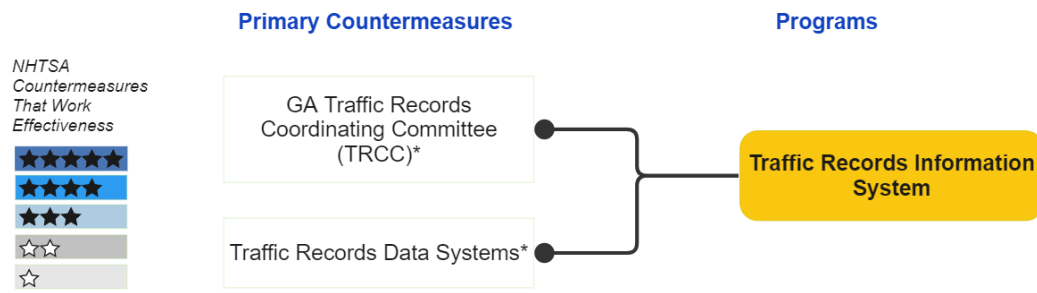 Primary Countermeasures
Programs
NHTSA
Countermeasures
That Work
Effectiveness
GA Traffic Records
Coordinating Committee
(TRCC)*
Traffic Records Data Systems*
Traffic Records Information
System